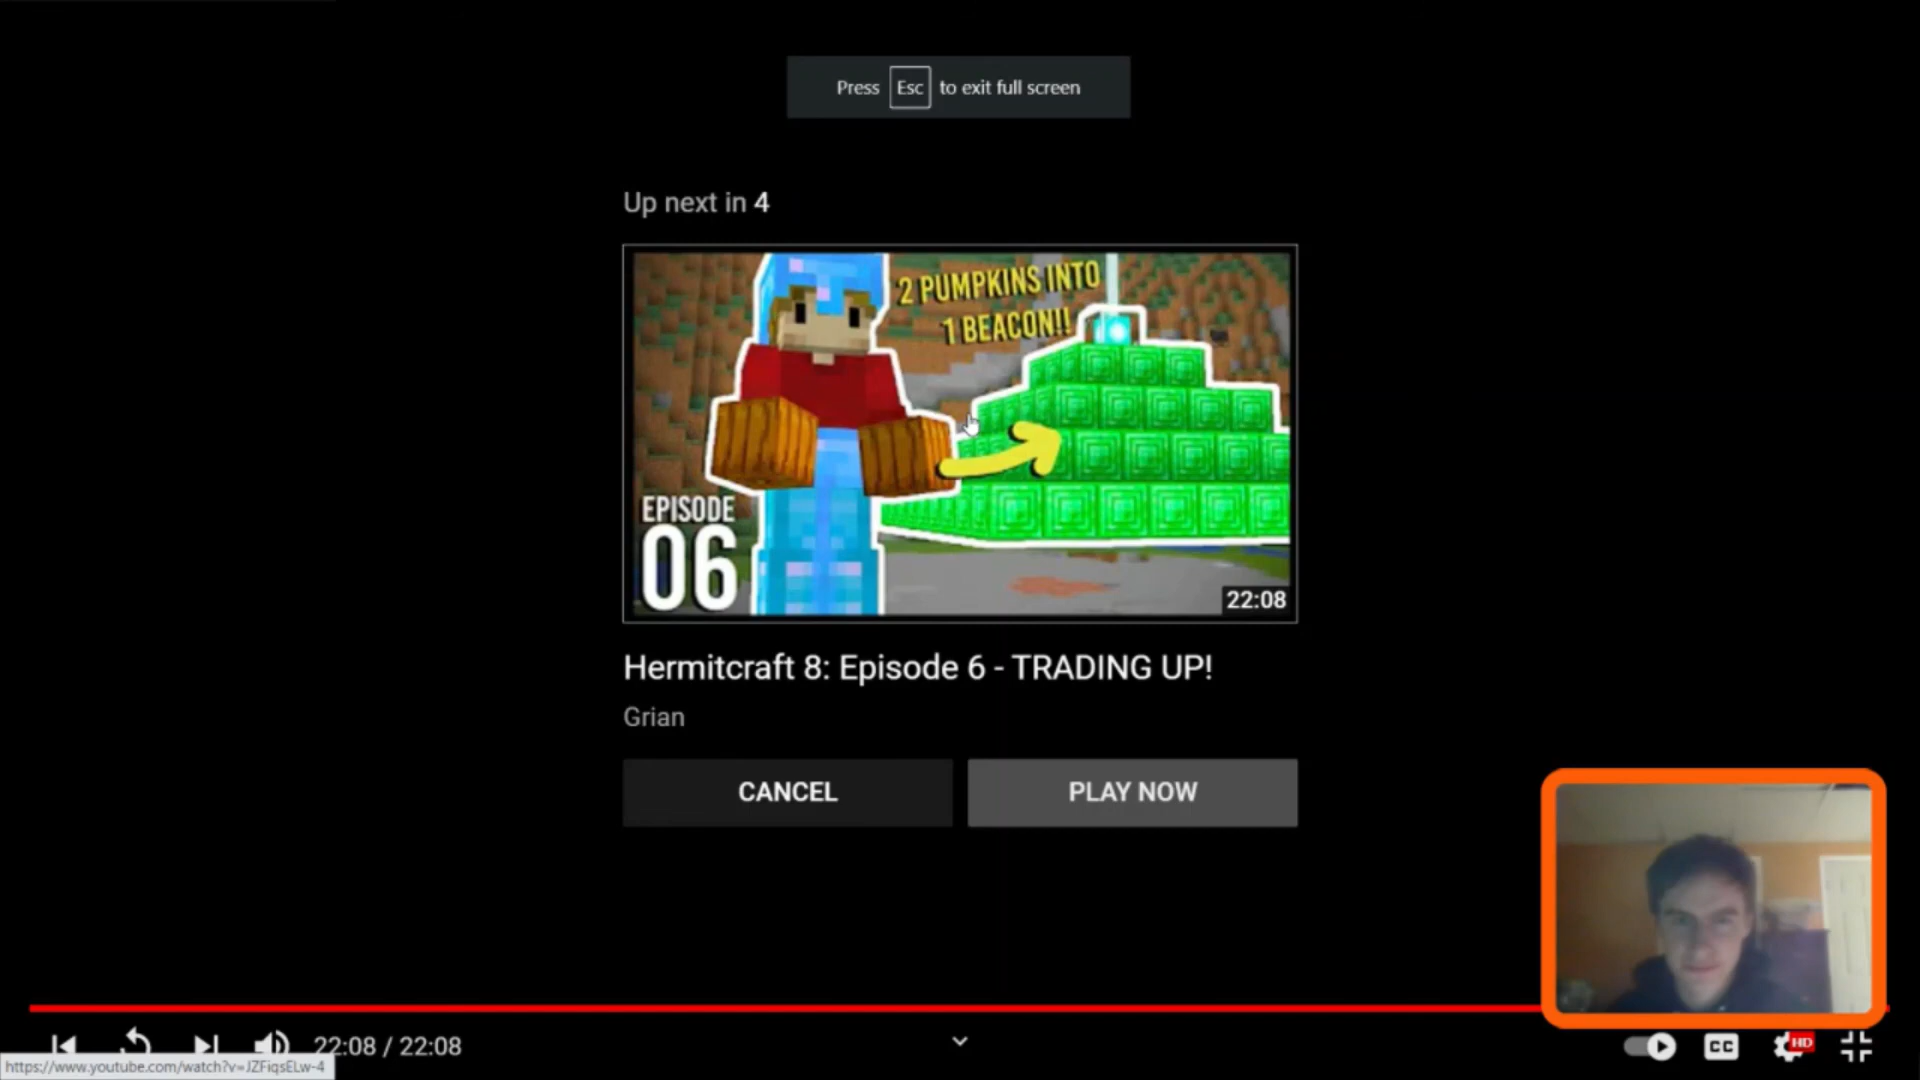 Press Esc to exit full screen
Up next in 4
2 PUMPKINS INTO
1 BEACON!!
EPISODE
06
22:08
Hermitcraft 8: Episode 6 - TRADING UP!
Grian
CANCEL
PLAY NOW
22:08 / 22:08
CC
HD
https://www.youtube.com/watch?v=JZFiqsELw-4